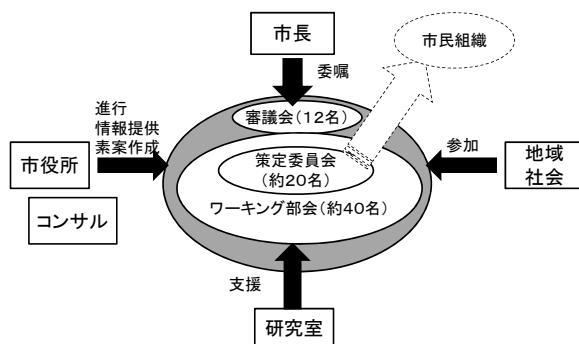 市長
市民組織
委嘱
進行
情報提供
素案作成
審議会(12名)
市役所
策定委員会
(約20名)
参加
地域
社会
コンサル
ワーキング部会(約40名)
支援
研究室